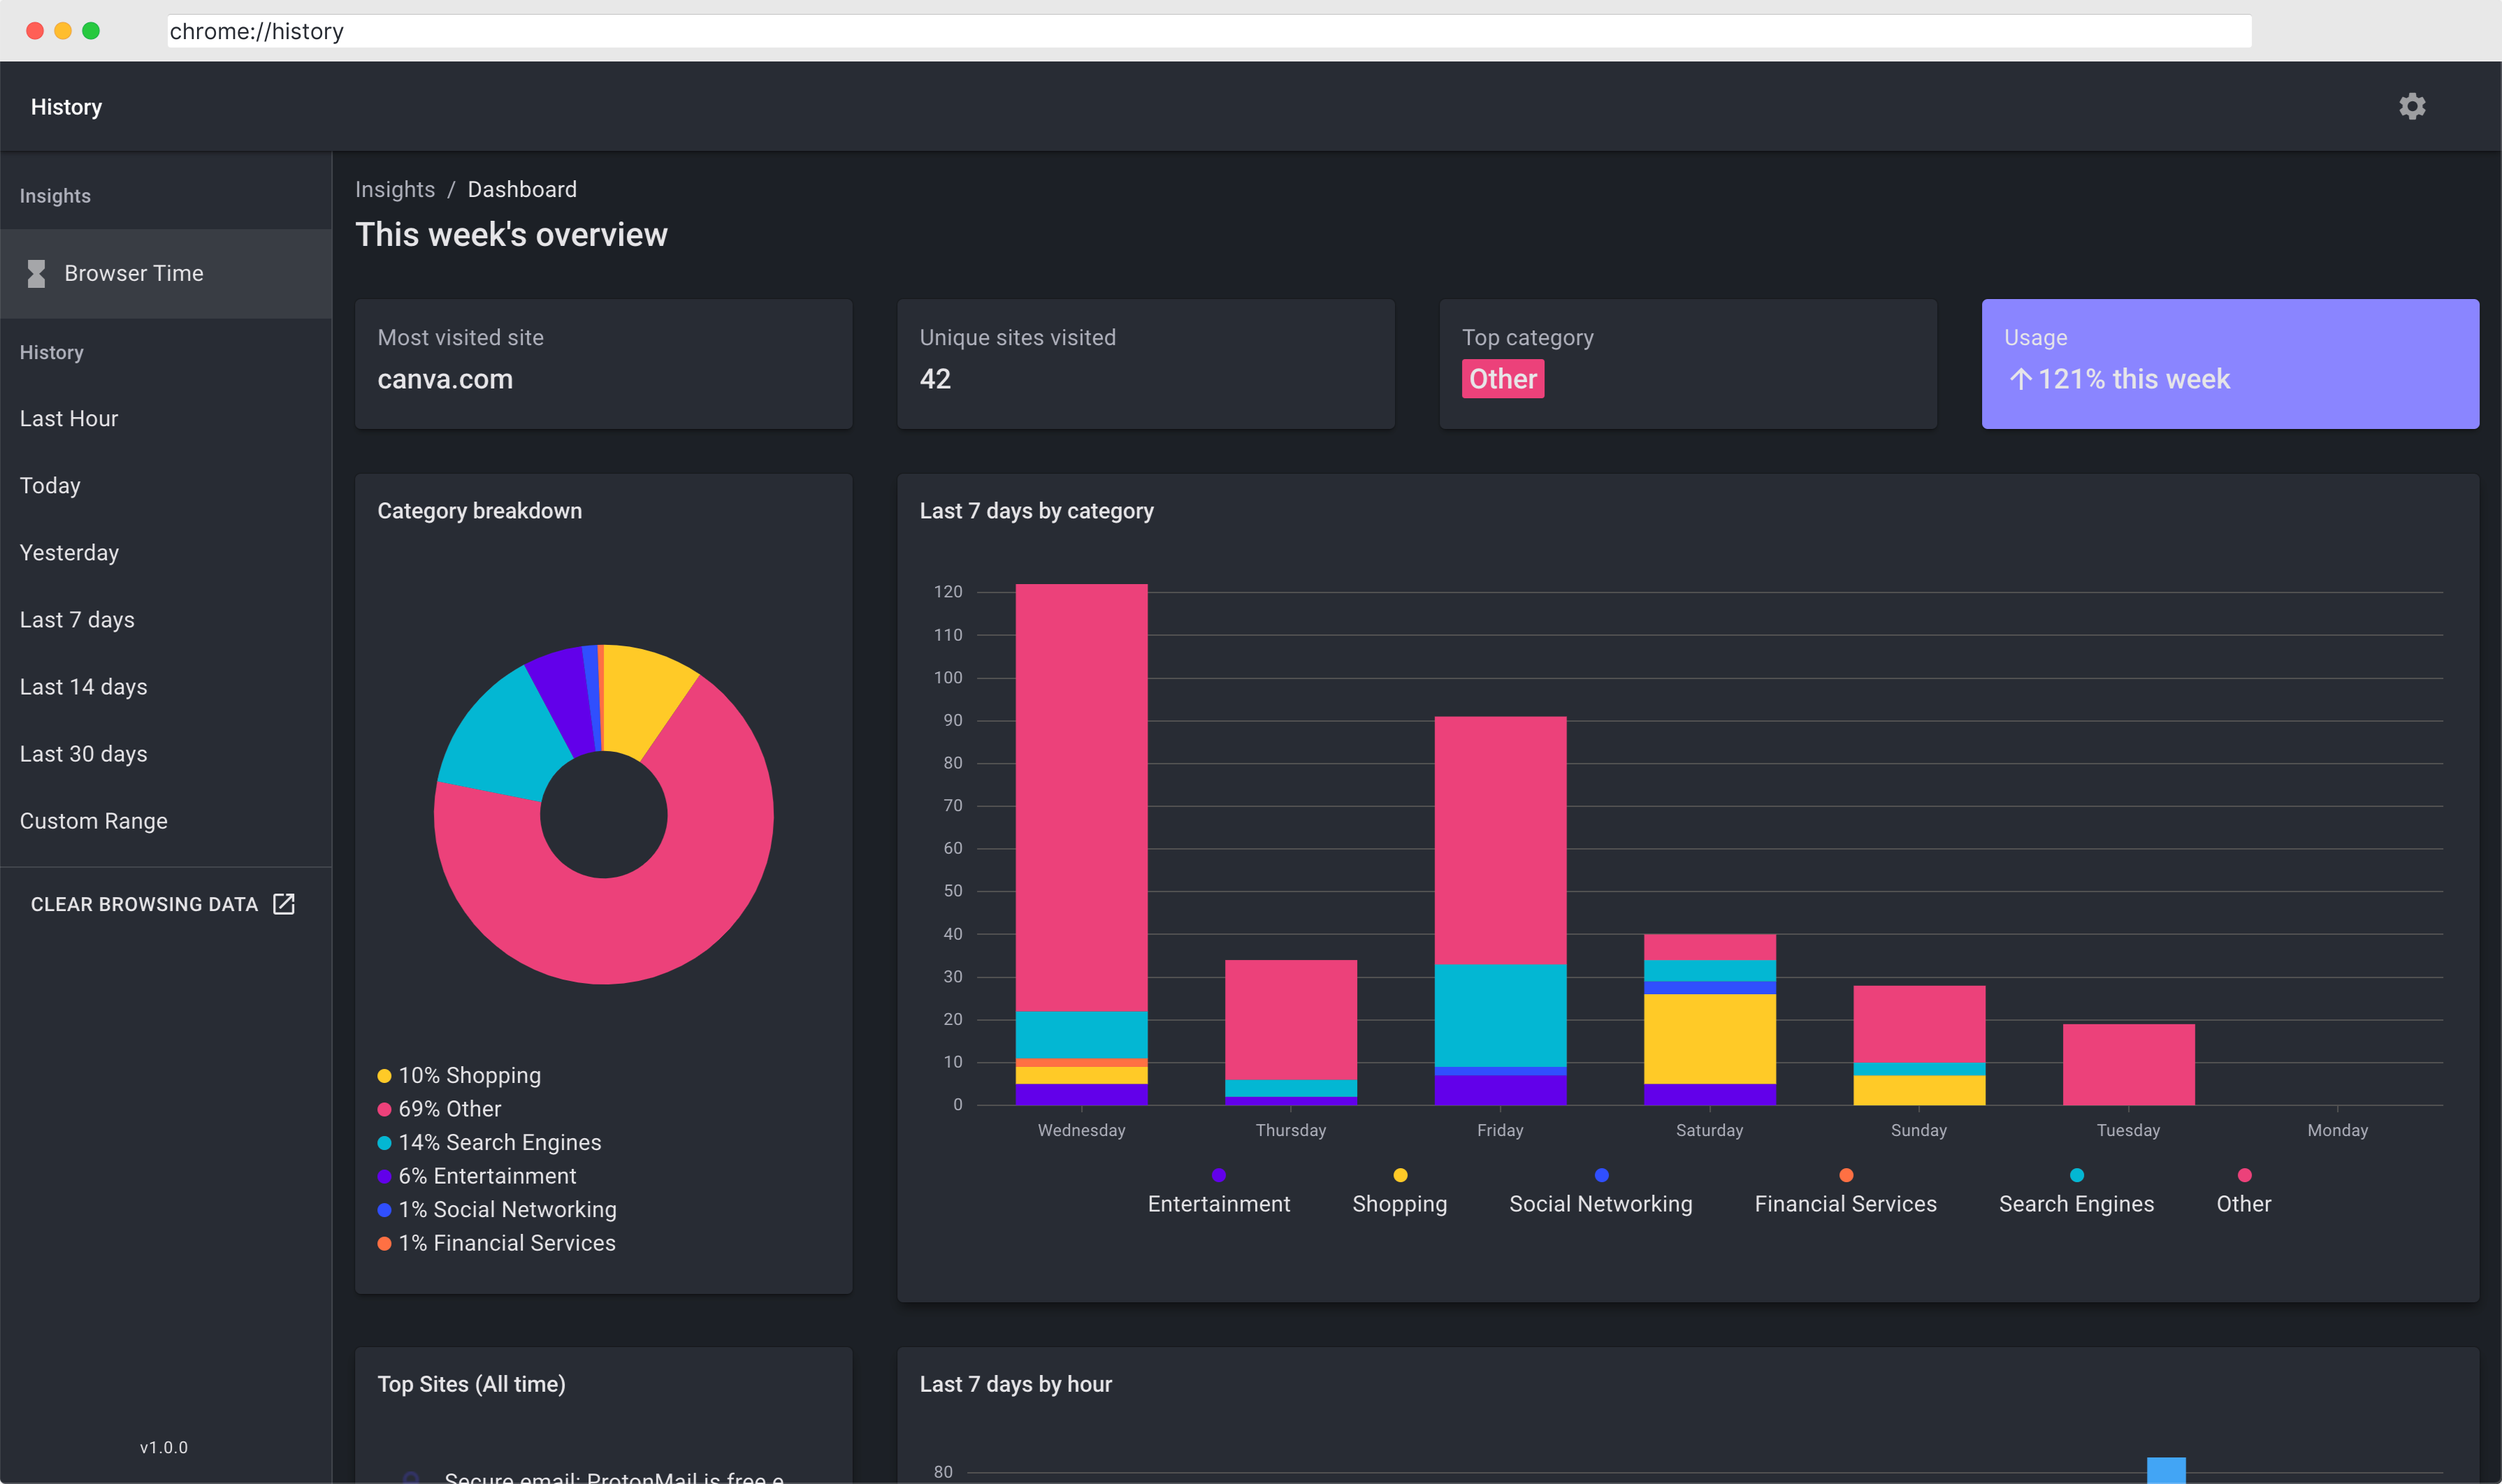 chrome://history
History
Insights
Browser Time
History
Last Hour
Today
Yesterday
Last 7 days
Last 14 days
Last 30 days
Custom Range
CLEAR BROWSING DATA
v1.0.0
Insights / Dashboard
This week's overview
Most visited site
canva.com
Unique sites visited
42
Top category
Other
Usage
↑ 121% this week
Category breakdown
10% Shopping
69% Other
14% Search Engines
6% Entertainment
1% Social Networking
1% Financial Services
Last 7 days by category
120
110
100
90
80
70
60
50
40
30
20
10
0
Wednesday Thursday Friday Saturday Sunday Tuesday Monday
Entertainment Shopping Social Networking Financial Services Search Engines Other
Top Sites (All time)
Secure email: ProtonMail is free e
Last 7 days by hour
80